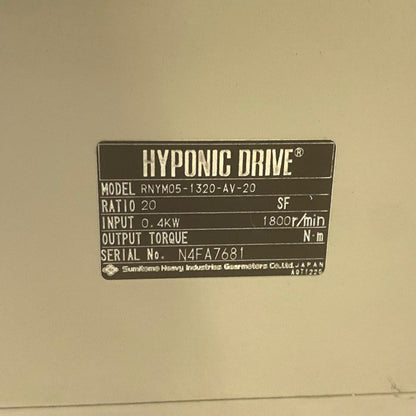 HYPONIC DRIVE®
MODEL RNYM05-1320-AV-20
RATIO 20 SF
INPUT 0.4KW 1800r/min
OUTPUT TORQUE N·m
SERIAL No. N4FA7681
Sumitomo Heavy Industries Gearmotors Co.,Ltd. JAPAN
AQT1225